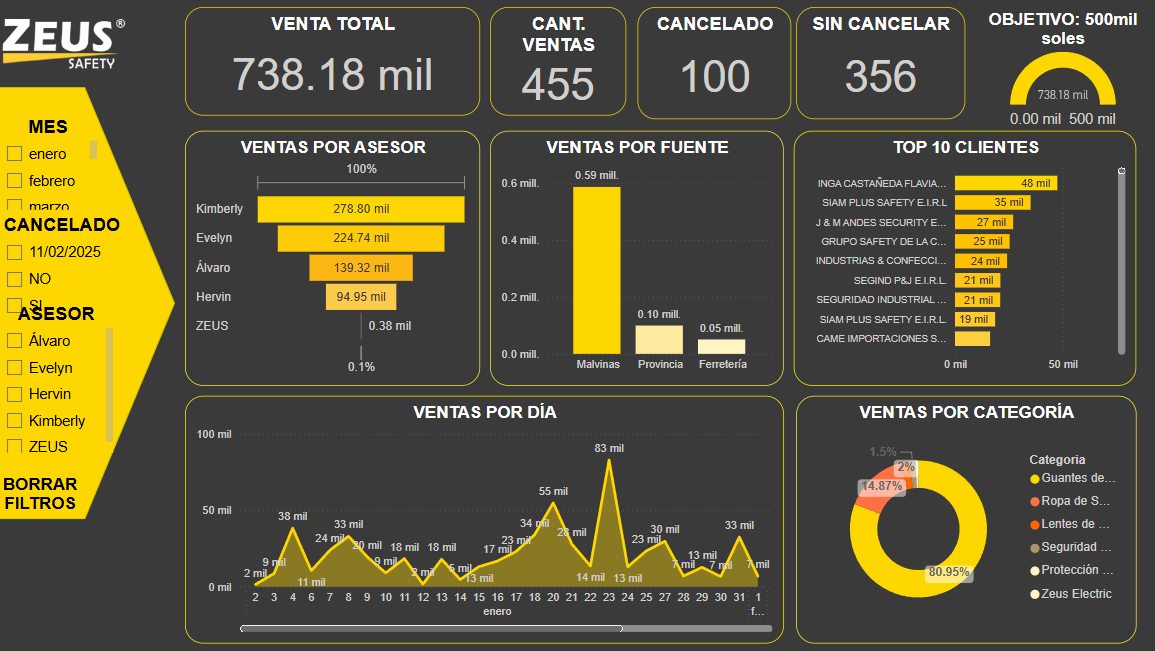 ZEUS®
SAFETY
MES
enero
febrero
marzo
CANCELADO
11/02/2025
NO
SI
ASESOR
Álvaro
Evelyn
Hervin
Kimberly
ZEUS
BORRAR
FILTROS
VENTA TOTAL
738.18 mil
CANT.
VENTAS
455
CANCELADO
100
SIN CANCELAR
356
OBJETIVO: 500mil
soles
738.18 mil
0.00 mil 500 mil
VENTAS POR ASESOR
100%
Kimberly 278.80 mil
Evelyn 224.74 mil
Álvaro 139.32 mil
Hervin 94.95 mil
ZEUS 0.38 mil
0.1%
VENTAS POR FUENTE
0.59 mill.
0.6 mill.
0.4 mill.
0.2 mill.
0.10 mill.
0.05 mill.
0.0 mill.
Malvinas Provincia Ferretería
TOP 10 CLIENTES
INGA CASTAÑEDA FLAVIA... 48 mil
SIAM PLUS SAFETY E.I.R.L 35 mil
J & M ANDES SECURITY E... 27 mil
GRUPO SAFETY DE LA C... 25 mil
INDUSTRIAS & CONFECCI... 24 mil
SEGIND P&J E.I.R.L. 21 mil
SEGURIDAD INDUSTRIAL ... 21 mil
SIAM PLUS SAFETY E.I.R.L. 19 mil
CAME IMPORTACIONES S...
0 mil 50 mil
VENTAS POR DÍA
100 mil
50 mil
0 mil
2 mil 9 mil 38 mil 11 mil 24 mil 33 mil 20 mil 9 mil 18 mil 2 mil 18 mil 5 mil 13 mil 17 mil 23 mil 34 mil 55 mil 28 mil 14 mil 83 mil 13 mil 23 mil 30 mil 7 mil 13 mil 7 mil 33 mil 7 mil
2 3 4 6 7 8 9 10 11 12 13 14 15 16 17 18 20 21 22 23 24 25 27 28 29 30 31 1
enero f...
VENTAS POR CATEGORÍA
1.5%
2%
14.87%
80.95%
Categoria
Guantes de...
Ropa de S...
Lentes de ...
Seguridad ...
Protección ...
Zeus Electric